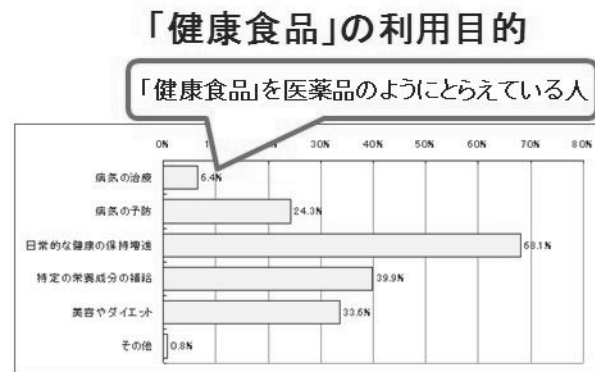 「健康食品」の利用目的
「健康食品」を医薬品のようにとらえている人
0% 30% 40% 50% 60% 70% 80%
病気の治療 6.4%
病気の予防 24.3%
日常的な健康の保持増進 68.1%
特定の栄養成分の補給 39.9%
美容やダイエット 33.6%
その他 0.8%